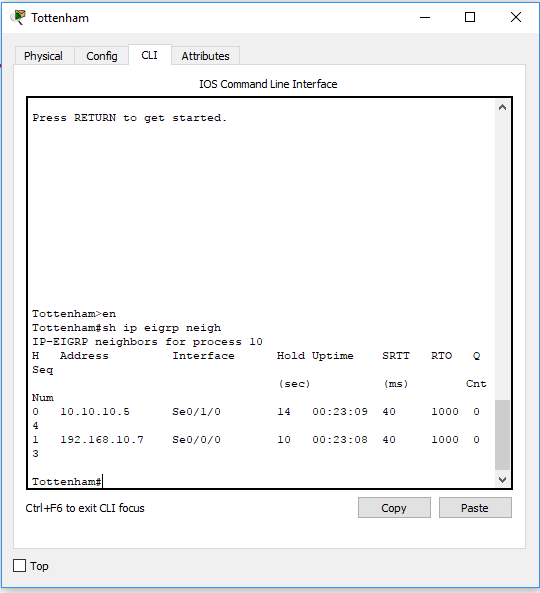 Tottenham
Physical Config CLI Attributes
IOS Command Line Interface
Press RETURN to get started.
Tottenham>en
Tottenham#sh ip eigrp neigh
IP-EIGRP neighbors for process 10
H   Address         Interface      Hold Uptime    SRTT   RTO   Q
Seq
                                   (sec)          (ms)        Cnt
Num
0   10.10.10.5      Se0/1/0        14   00:23:09  40     1000  0
4
1   192.168.10.7    Se0/0/0        10   00:23:08  40     1000  0
3
Tottenham#
Ctrl+F6 to exit CLI focus Copy Paste
Top